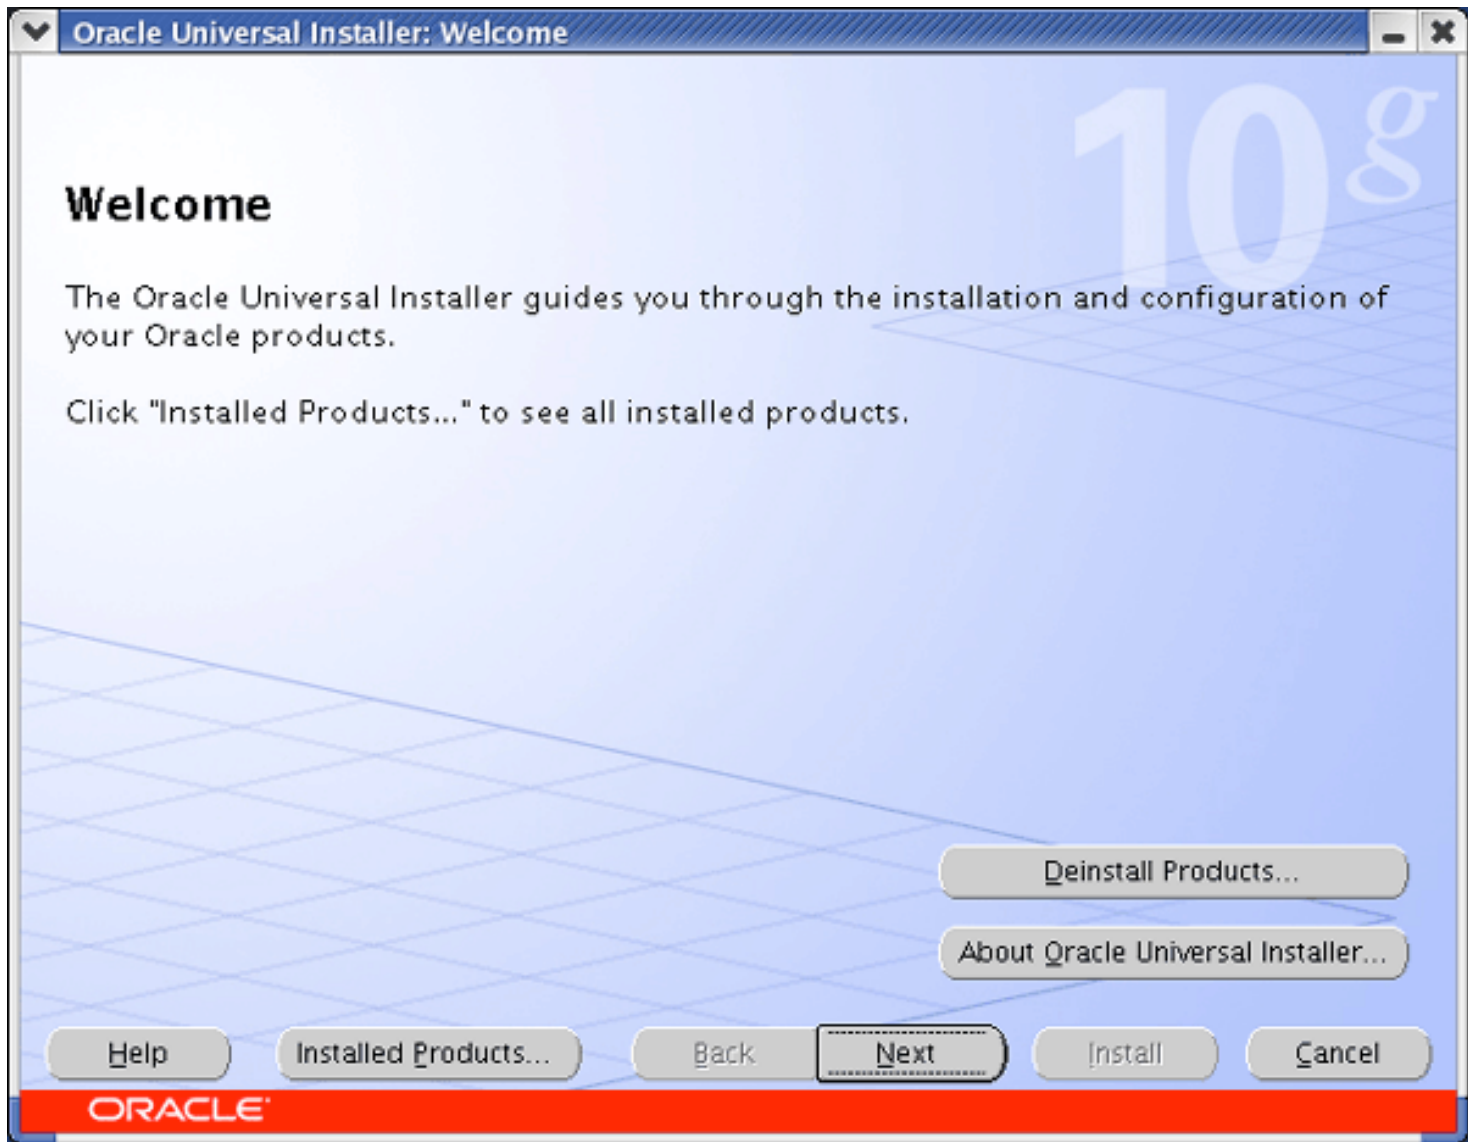 Oracle Universal Installer: Welcome
10g
Welcome
The Oracle Universal Installer guides you through the installation and configuration of
your Oracle products.
Click "Installed Products..." to see all installed products.
Deinstall Products...
About Oracle Universal Installer...
Help Installed Products... Back Next Install Cancel
ORACLE